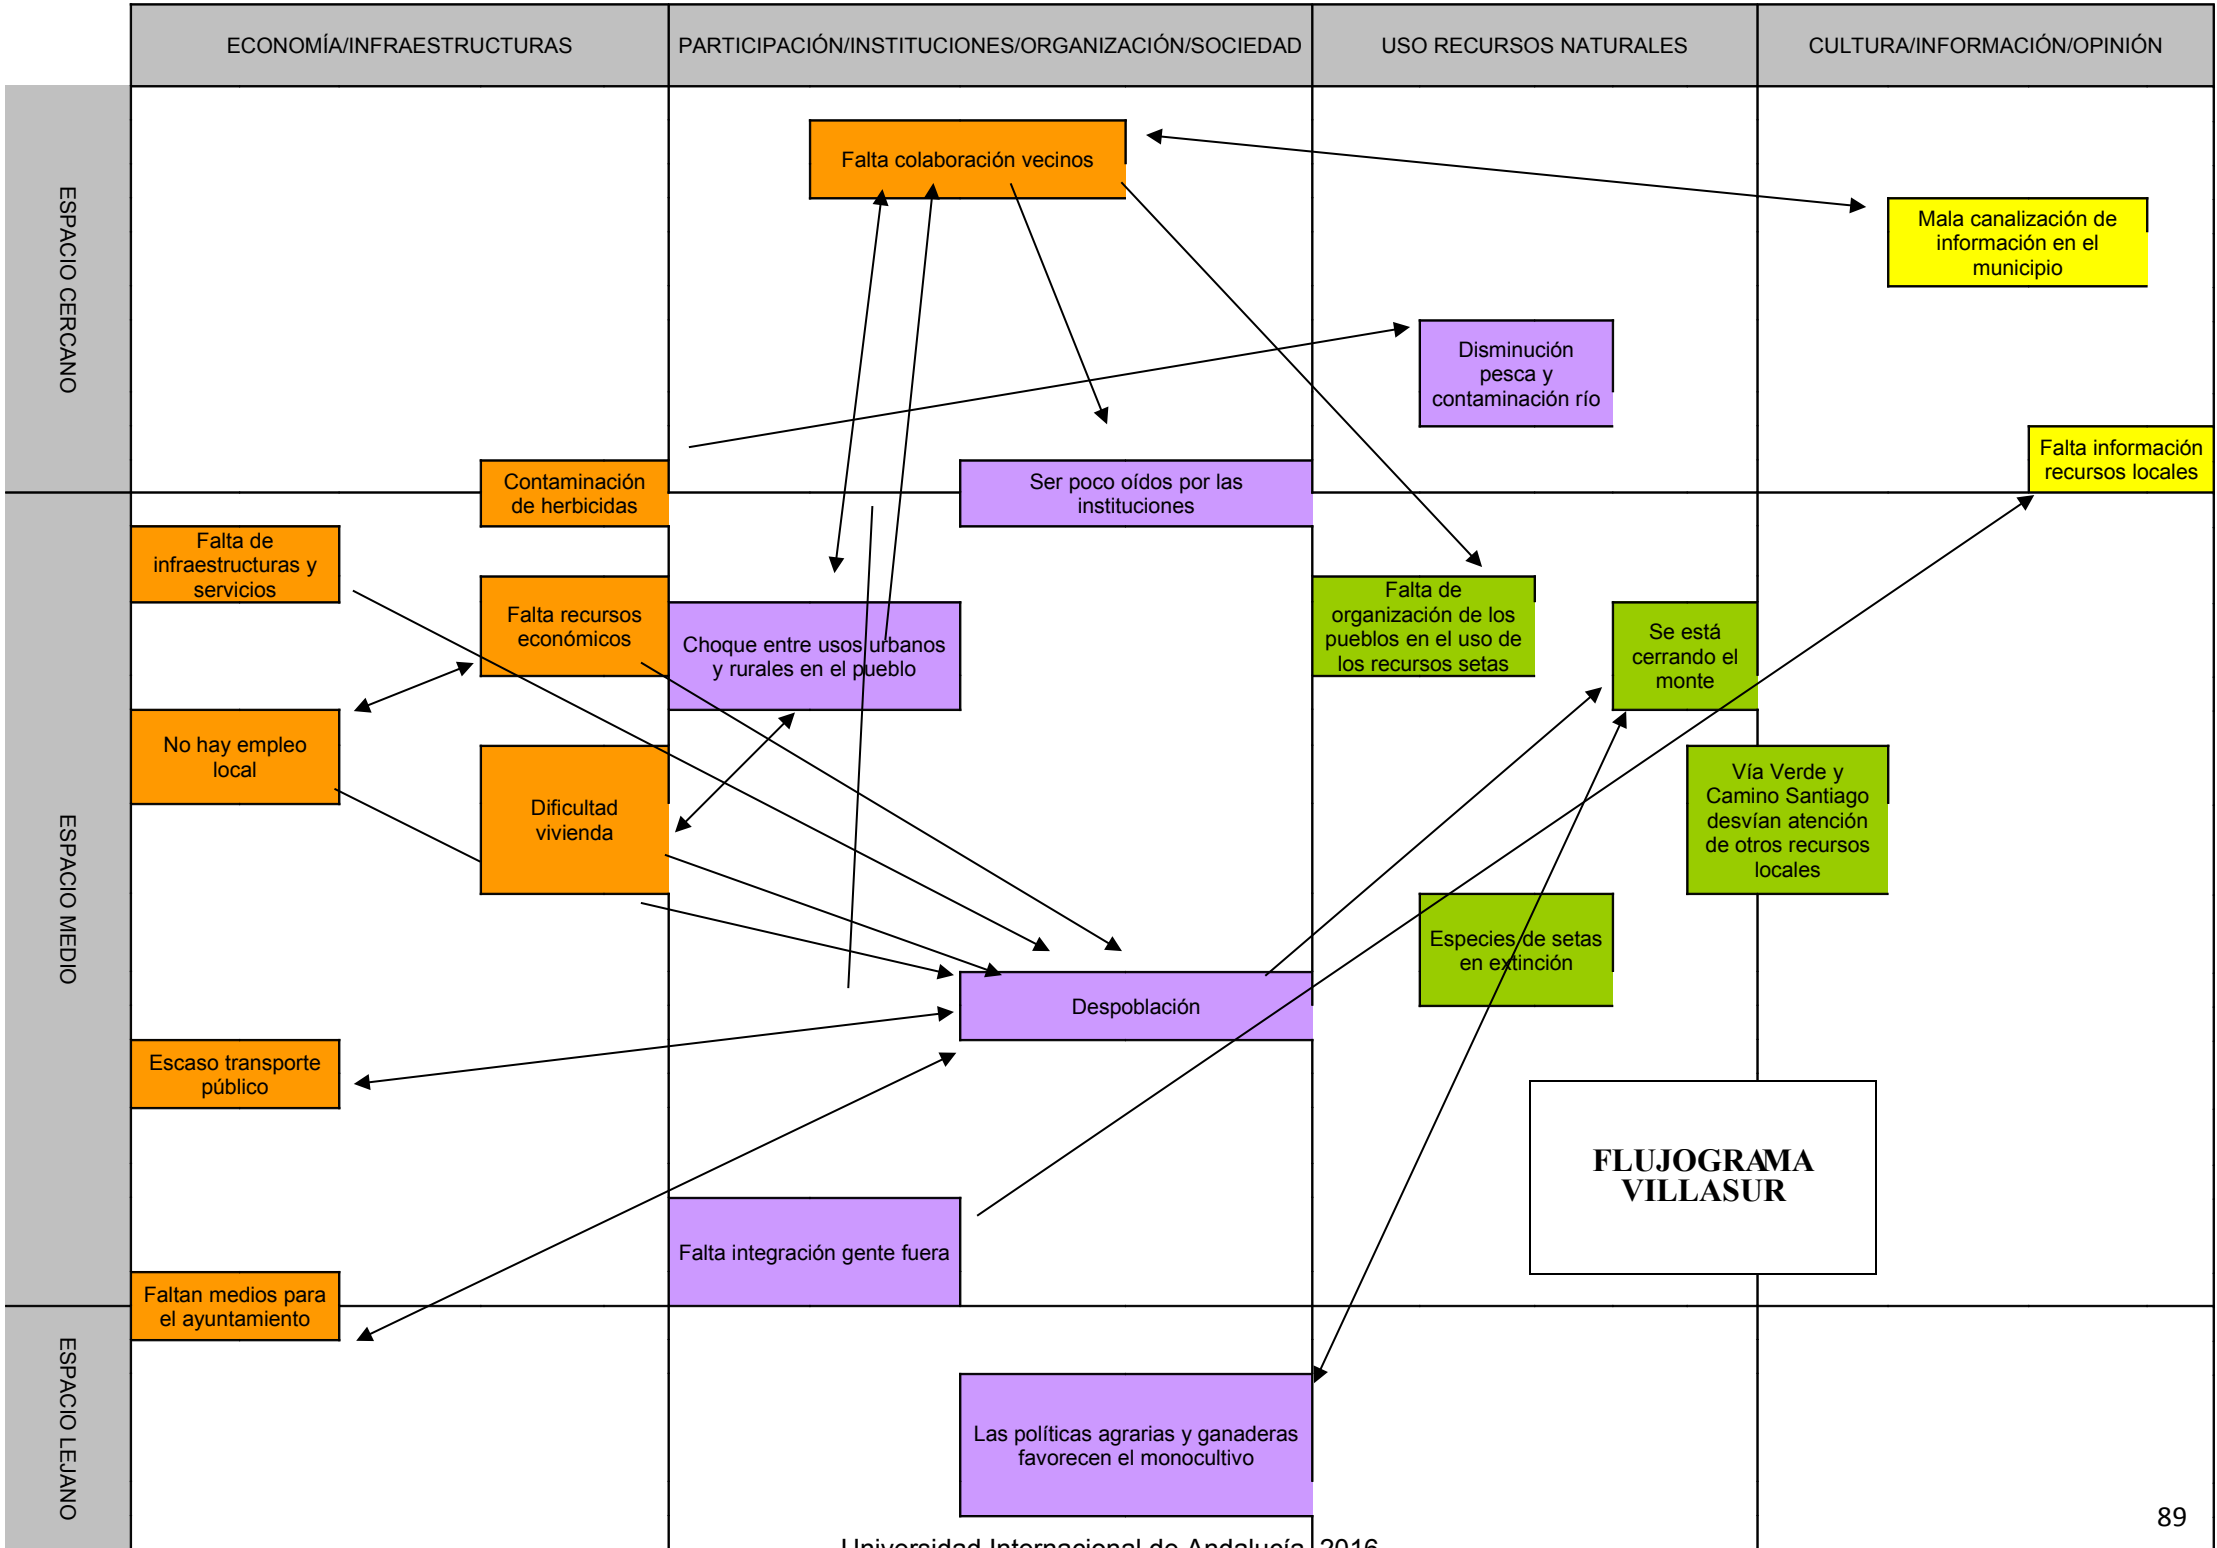 ECONOMÍA/INFRAESTRUCTURAS
PARTICIPACIÓN/INSTITUCIONES/ORGANIZACIÓN/SOCIEDAD
USO RECURSOS NATURALES
CULTURA/INFORMACIÓN/OPINIÓN
ESPACIO CERCANO
Falta colaboración vecinos
Mala canalización de
información en el
municipio
Disminución
pesca y
contaminación río
Falta información
recursos locales
Contaminación
de herbicidas
Ser poco oídos por las
instituciones
ESPACIO MEDIO
Falta de
infraestructuras y
servicios
Falta recursos
económicos
Choque entre usos urbanos
y rurales en el pueblo
Falta de
organización de los
pueblos en el uso de
los recursos setas
Se está
cerrando el
monte
No hay empleo
local
Dificultad
vivienda
Vía Verde y
Camino Santiago
desvían atención
de otros recursos
locales
Especies de setas
en extinción
Despoblación
Escaso transporte
público
FLUJOGRAMA
VILLASUR
Falta integración gente fuera
Faltan medios para
el ayuntamiento
ESPACIO LEJANO
Las políticas agrarias y ganaderas
favorecen el monocultivo
89
Universidad Internacional de Andalucía, 2016